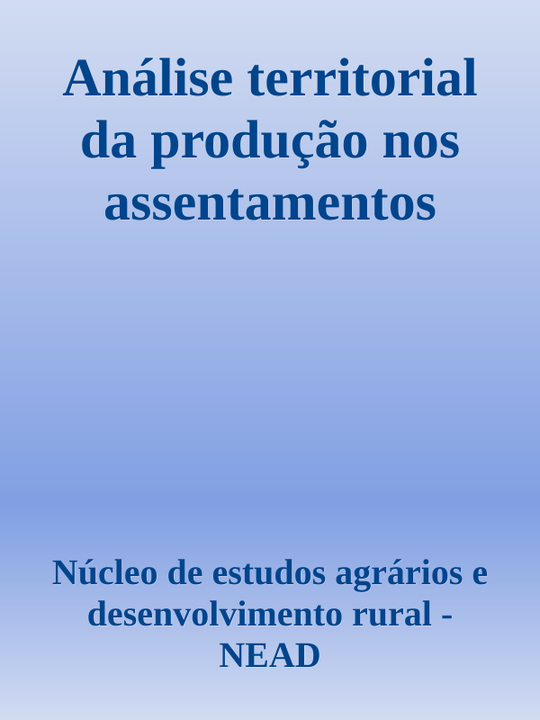 Análise territorial
da produção nos
assentamentos
Núcleo de estudos agrários e
desenvolvimento rural -
NEAD